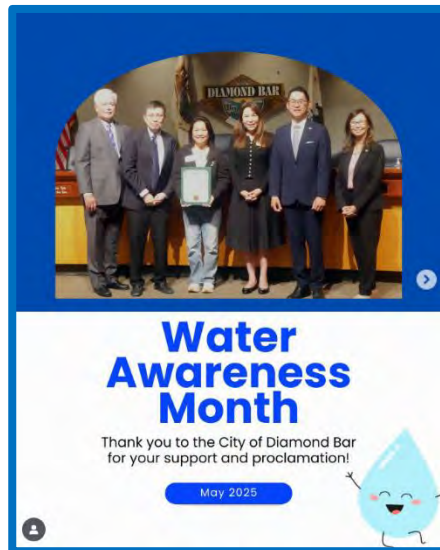 DIAMOND BAR
Water
Awareness
Month
Thank you to the City of Diamond Bar
for your support and proclamation!
May 2025